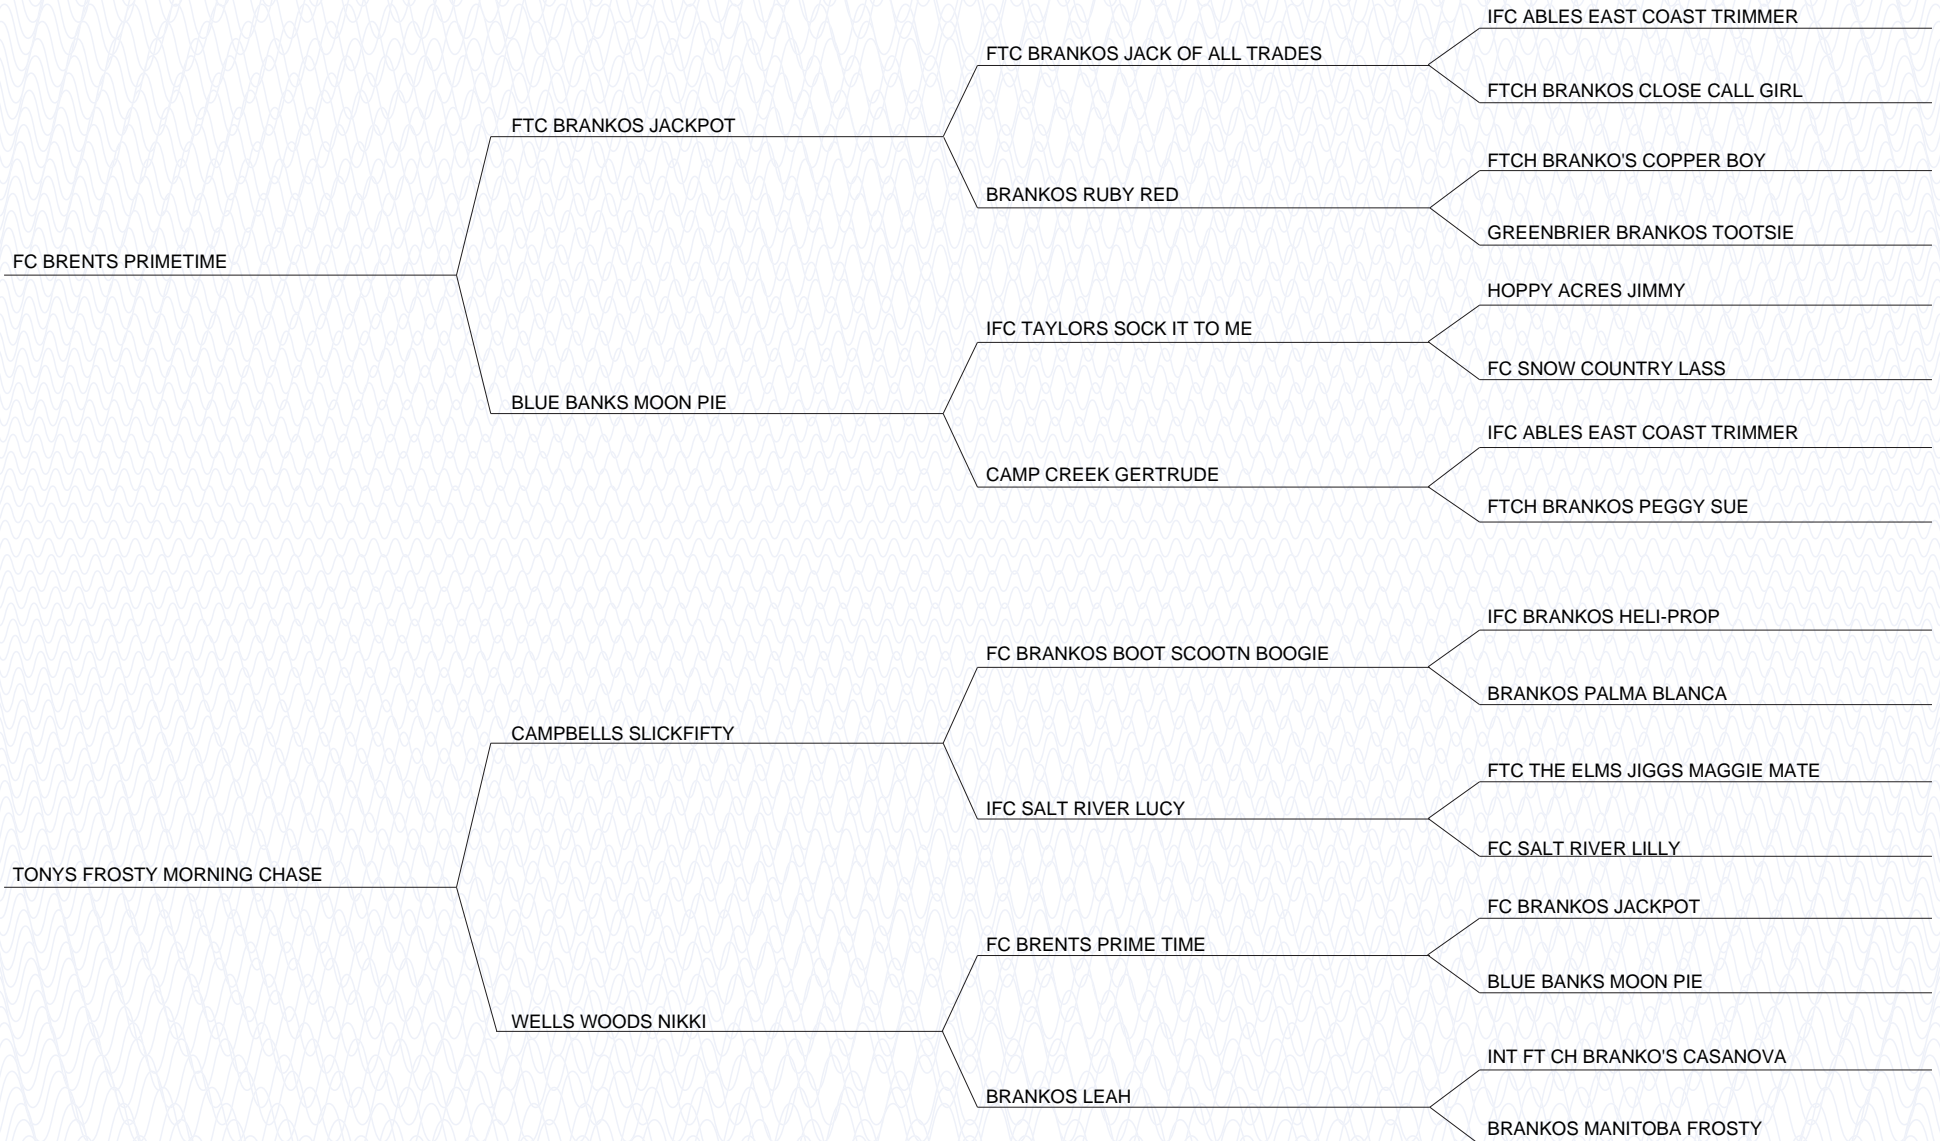 IFC ABLES EAST COAST TRIMMER
FTC BRANKOS JACK OF ALL TRADES
FTCH BRANKOS CLOSE CALL GIRL
FTC BRANKOS JACKPOT
FTCH BRANKO'S COPPER BOY
BRANKOS RUBY RED
GREENBRIER BRANKOS TOOTSIE
FC BRENTS PRIMETIME
HOPPY ACRES JIMMY
IFC TAYLORS SOCK IT TO ME
FC SNOW COUNTRY LASS
BLUE BANKS MOON PIE
IFC ABLES EAST COAST TRIMMER
CAMP CREEK GERTRUDE
FTCH BRANKOS PEGGY SUE
IFC BRANKOS HELI-PROP
FC BRANKOS BOOT SCOOTN BOOGIE
BRANKOS PALMA BLANCA
CAMPBELLS SLICKFIFTY
FTC THE ELMS JIGGS MAGGIE MATE
IFC SALT RIVER LUCY
FC SALT RIVER LILLY
TONYS FROSTY MORNING CHASE
FC BRANKOS JACKPOT
FC BRENTS PRIME TIME
BLUE BANKS MOON PIE
WELLS WOODS NIKKI
INT FT CH BRANKO'S CASANOVA
BRANKOS LEAH
BRANKOS MANITOBA FROSTY